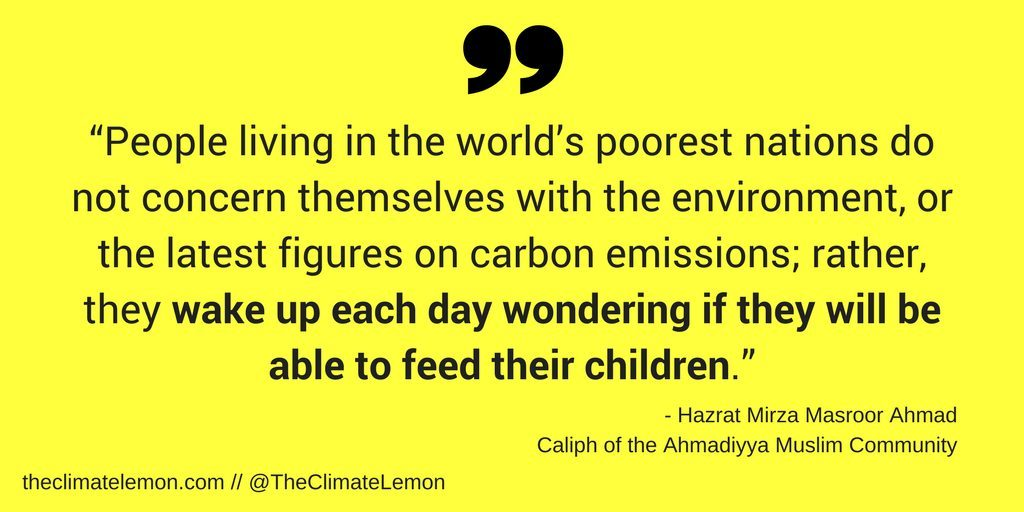 ”
“People living in the world’s poorest nations do
not concern themselves with the environment, or
the latest figures on carbon emissions; rather,
they wake up each day wondering if they will be
able to feed their children.”
- Hazrat Mirza Masroor Ahmad
Caliph of the Ahmadiyya Muslim Community
theclimatelemon.com // @TheClimateLemon